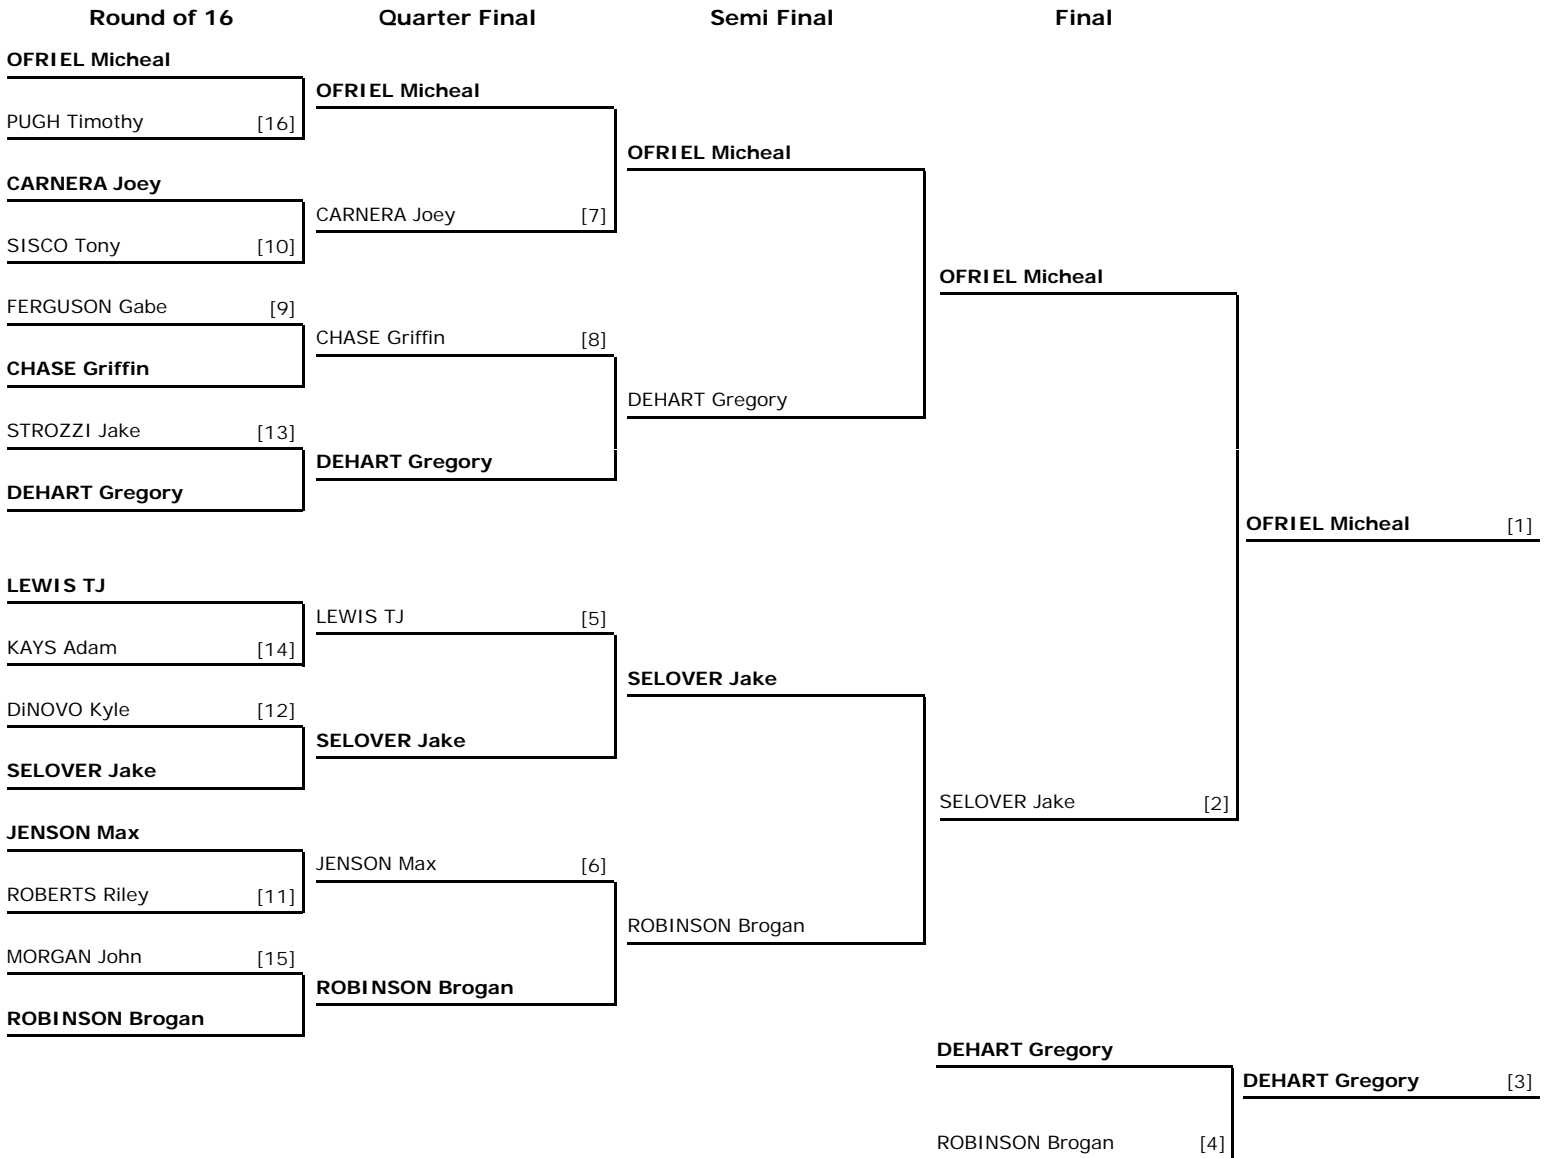 Round of 16 Quarter Final Semi Final Final
OFRIEL Micheal
PUGH Timothy [16]
CARNERA Joey
SISCO Tony [10]
FERGUSON Gabe [9]
CHASE Griffin
STROZZI Jake [13]
DEHART Gregory
LEWIS TJ
KAYS Adam [14]
DiNOVO Kyle [12]
SELOVER Jake
JENSON Max
ROBERTS Riley [11]
MORGAN John [15]
ROBINSON Brogan
OFRIEL Micheal
CARNERA Joey [7]
CHASE Griffin [8]
DEHART Gregory
LEWIS TJ [5]
SELOVER Jake
JENSON Max [6]
ROBINSON Brogan
OFRIEL Micheal
DEHART Gregory
SELOVER Jake
ROBINSON Brogan
OFRIEL Micheal
SELOVER Jake [2]
OFRIEL Micheal [1]
DEHART Gregory
ROBINSON Brogan [4]
DEHART Gregory [3]